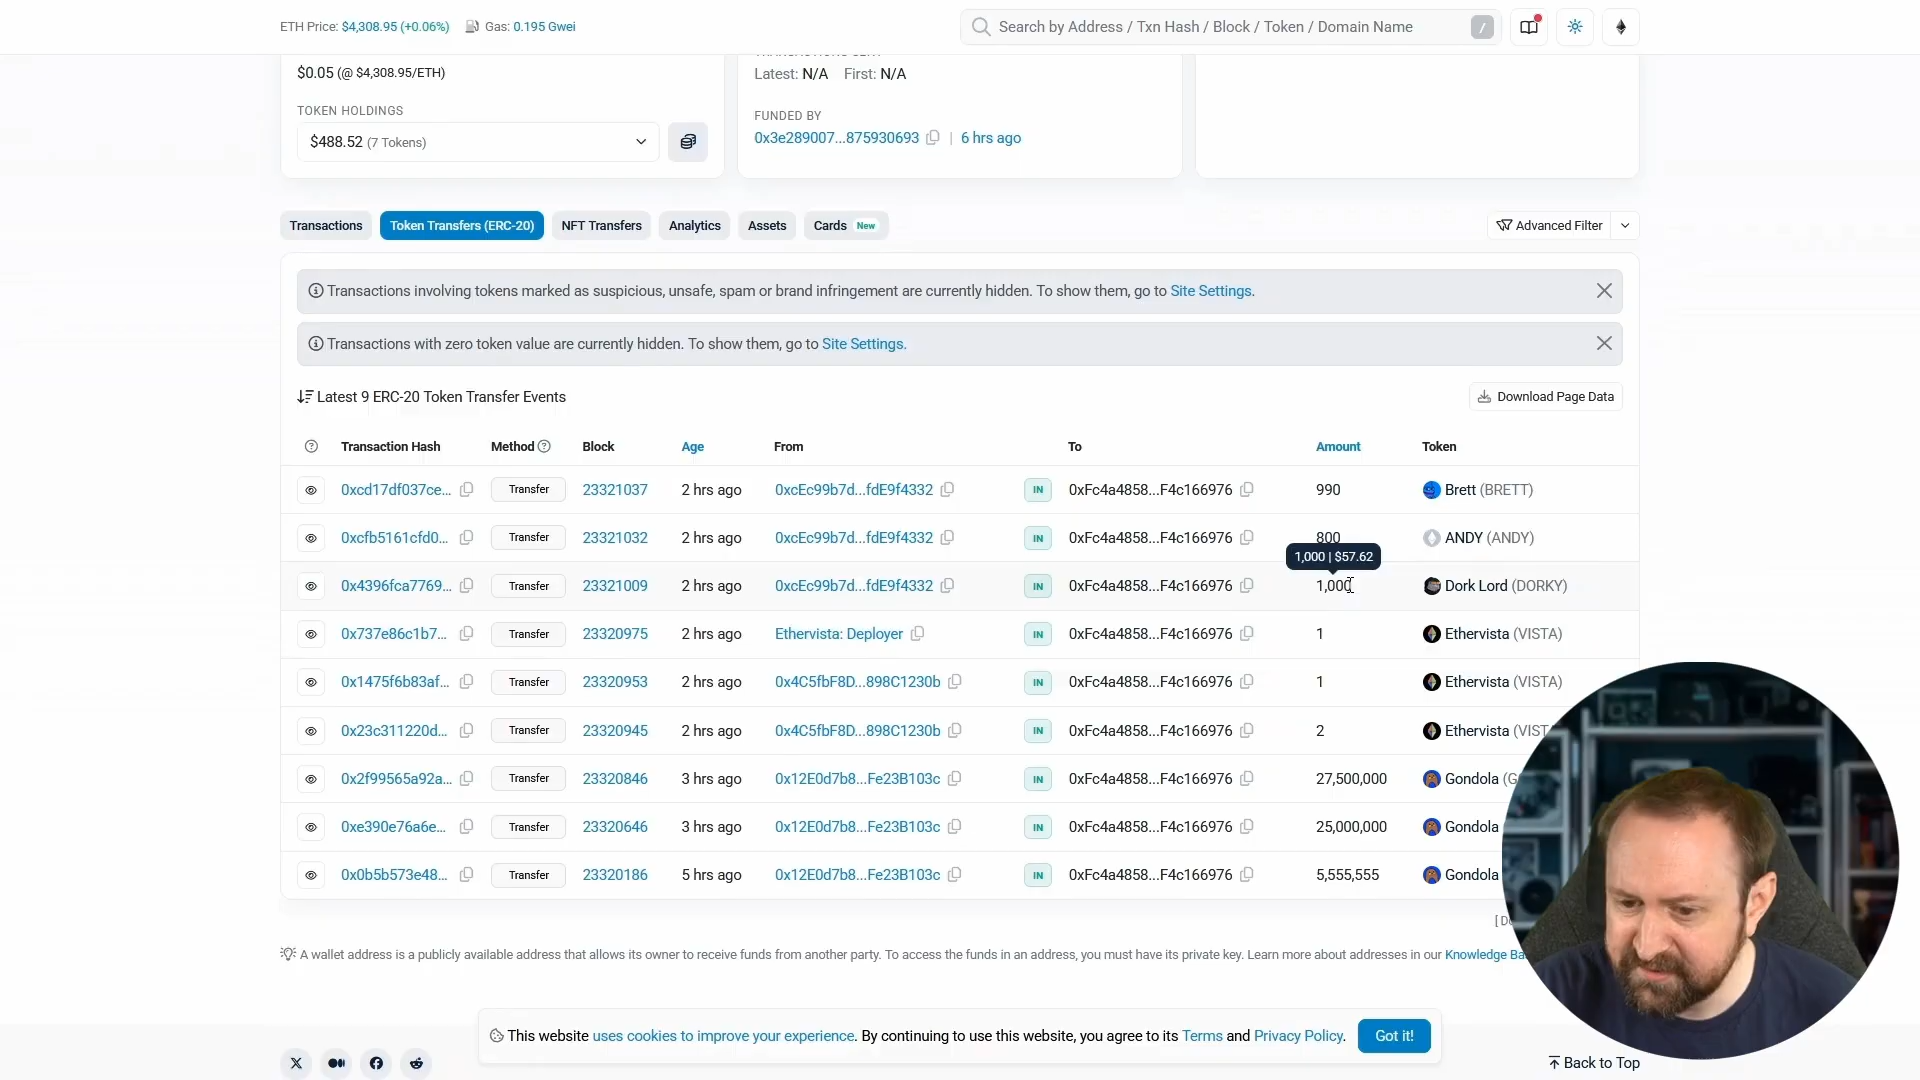 ETH Price: $4,308.95 (+0.06%) Gas: 0.195 Gwei
Search by Address / Txn Hash / Block / Token / Domain Name /
$0.05 (@ $4,308.95/ETH)
Latest: N/A First: N/A
TOKEN HOLDINGS
FUNDED BY
$488.52 (7 Tokens)
0x3e289007...875930693 | 6 hrs ago
Transactions Token Transfers (ERC-20) NFT Transfers Analytics Assets Cards New Advanced Filter
Transactions involving tokens marked as suspicious, unsafe, spam or brand infringement are currently hidden. To show them, go to Site Settings.
Transactions with zero token value are currently hidden. To show them, go to Site Settings.
Latest 9 ERC-20 Token Transfer Events Download Page Data
Transaction Hash Method Block Age From To Amount Token
0xcd17df037ce... Transfer 23321037 2 hrs ago 0xcEc99b7d...fdE9f4332 IN 0xFc4a4858...F4c166976 990 Brett (BRETT)
0xcfb5161cfd0... Transfer 23321032 2 hrs ago 0xcEc99b7d...fdE9f4332 IN 0xFc4a4858...F4c166976 800 ANDY (ANDY)
1,000 | $57.62
0x4396fca7769... Transfer 23321009 2 hrs ago 0xcEc99b7d...fdE9f4332 IN 0xFc4a4858...F4c166976 1,000 Dork Lord (DORKY)
0x737e86c1b7... Transfer 23320975 2 hrs ago Ethervista: Deployer IN 0xFc4a4858...F4c166976 1 Ethervista (VISTA)
0x1475f6b83af... Transfer 23320953 2 hrs ago 0x4C5fbF8D...898C1230b IN 0xFc4a4858...F4c166976 1 Ethervista (VISTA)
0x23c311220d... Transfer 23320945 2 hrs ago 0x4C5fbF8D...898C1230b IN 0xFc4a4858...F4c166976 2 Ethervista (VIST
0x2f99565a92a... Transfer 23320846 3 hrs ago 0x12E0d7b8...Fe23B103c IN 0xFc4a4858...F4c166976 27,500,000 Gondola (G
0xe390e76a6e... Transfer 23320646 3 hrs ago 0x12E0d7b8...Fe23B103c IN 0xFc4a4858...F4c166976 25,000,000 Gondola
0x0b5b573e48... Transfer 23320186 5 hrs ago 0x12E0d7b8...Fe23B103c IN 0xFc4a4858...F4c166976 5,555,555 Gondola
A wallet address is a publicly available address that allows its owner to receive funds from another party. To access the funds in an address, you must have its private key. Learn more about addresses in our Knowledge Ba
This website uses cookies to improve your experience. By continuing to use this website, you agree to its Terms and Privacy Policy. Got it!
Back to Top